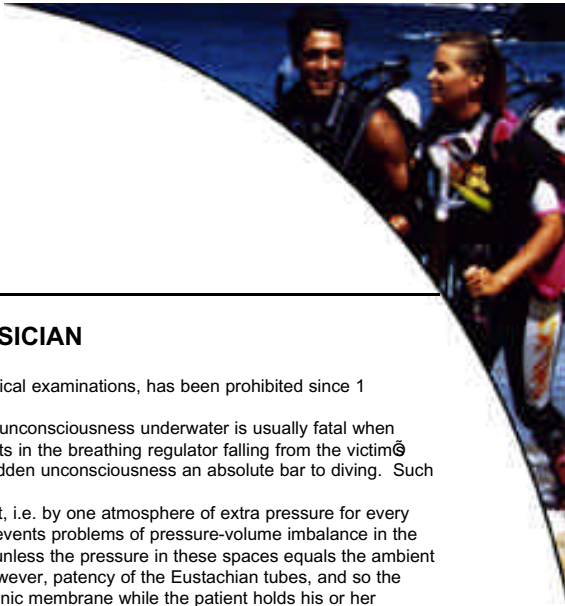 SICIAN
ical examinations, has been prohibited since 1
unconsciousness underwater is usually fatal when
ts in the breathing regulator falling from the victimÕs
dden unconsciousness an absolute bar to diving.  Such
t, i.e. by one atmosphere of extra pressure for every
events problems of pressure-volume imbalance in the
unless the pressure in these spaces equals the ambient
wever, patency of the Eustachian tubes, and so the
nic membrane while the patient holds his or her